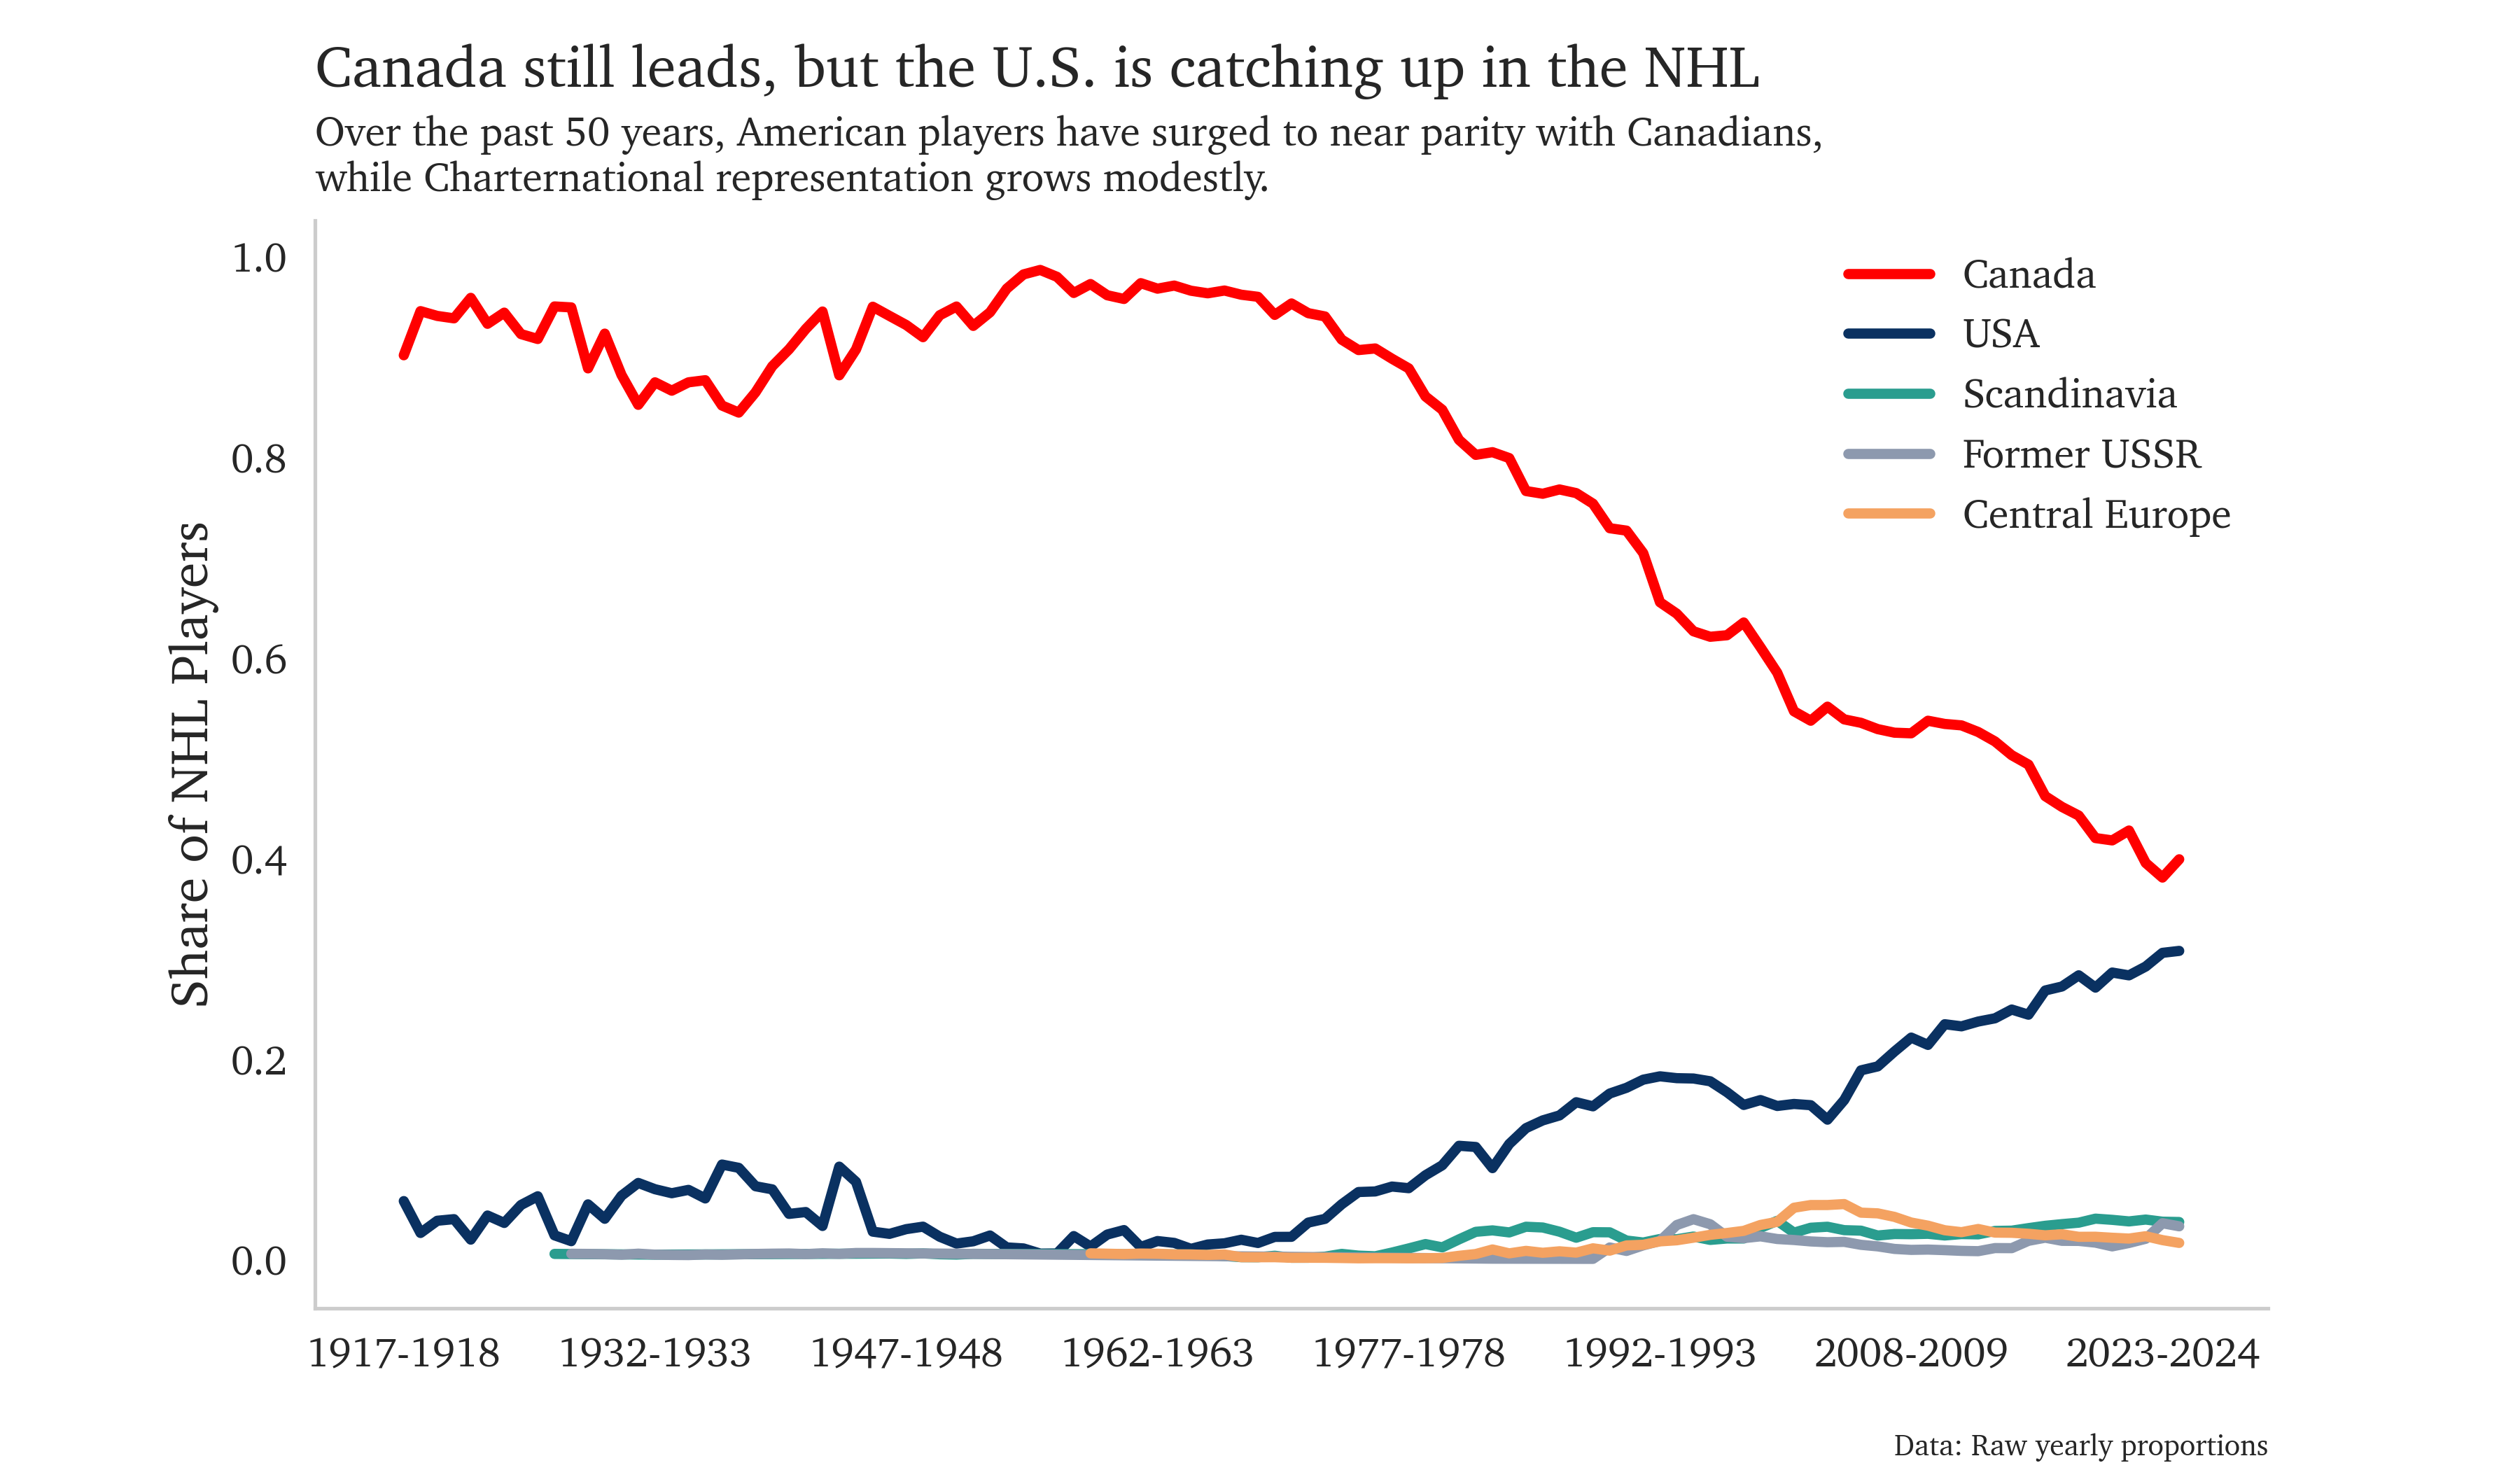 Canada still leads, but the U.S. is catching up in the NHL
Over the past 50 years, American players have surged to near parity with Canadians,
while Charternational representation grows modestly.
Share of NHL Players
1.0
0.8
0.6
0.4
0.2
0.0
Canada
USA
Scandinavia
Former USSR
Central Europe
1917-1918
1932-1933
1947-1948
1962-1963
1977-1978
1992-1993
2008-2009
2023-2024
Data: Raw yearly proportions